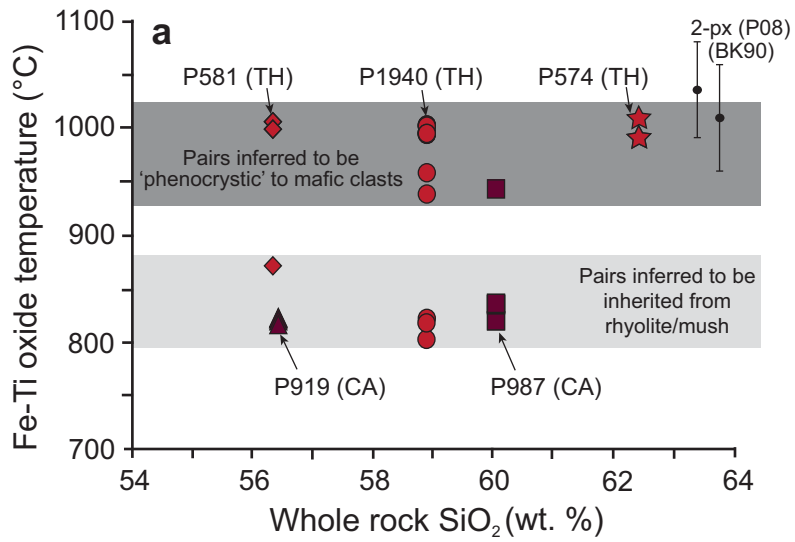 a
2-px (P08)
(BK90)
P581 (TH)
P1940 (TH)
P574 (TH)
Pairs inferred to be
'phenocrystic' to mafic clasts
Pairs inferred to be
inherited from
rhyolite/mush
P919 (CA)
P987 (CA)
Fe-Ti oxide temperature (°C)
1100
1000
900
800
700
54
56
58
60
62
64
Whole rock SiO₂ (wt. %)